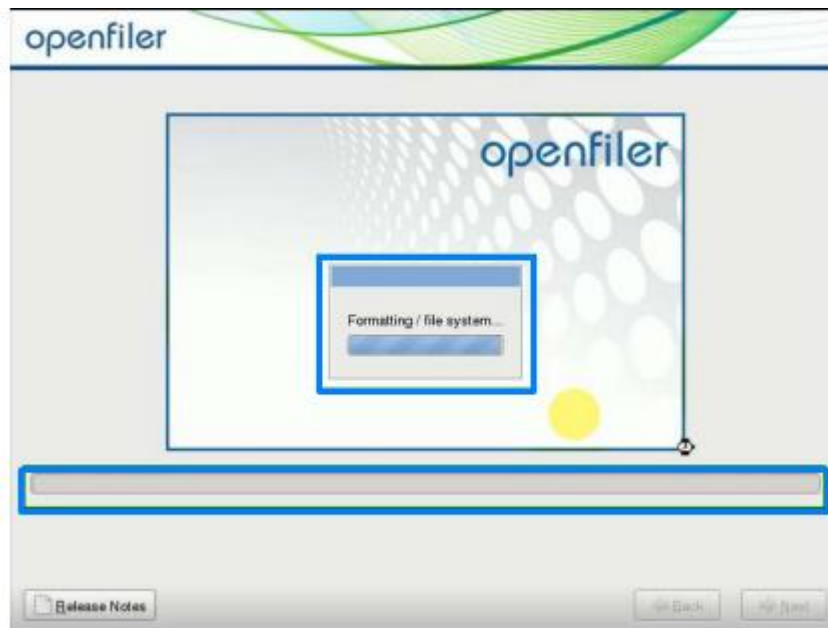 openfiler
openfiler
Formatting / file system...
Release Notes
Back
Next